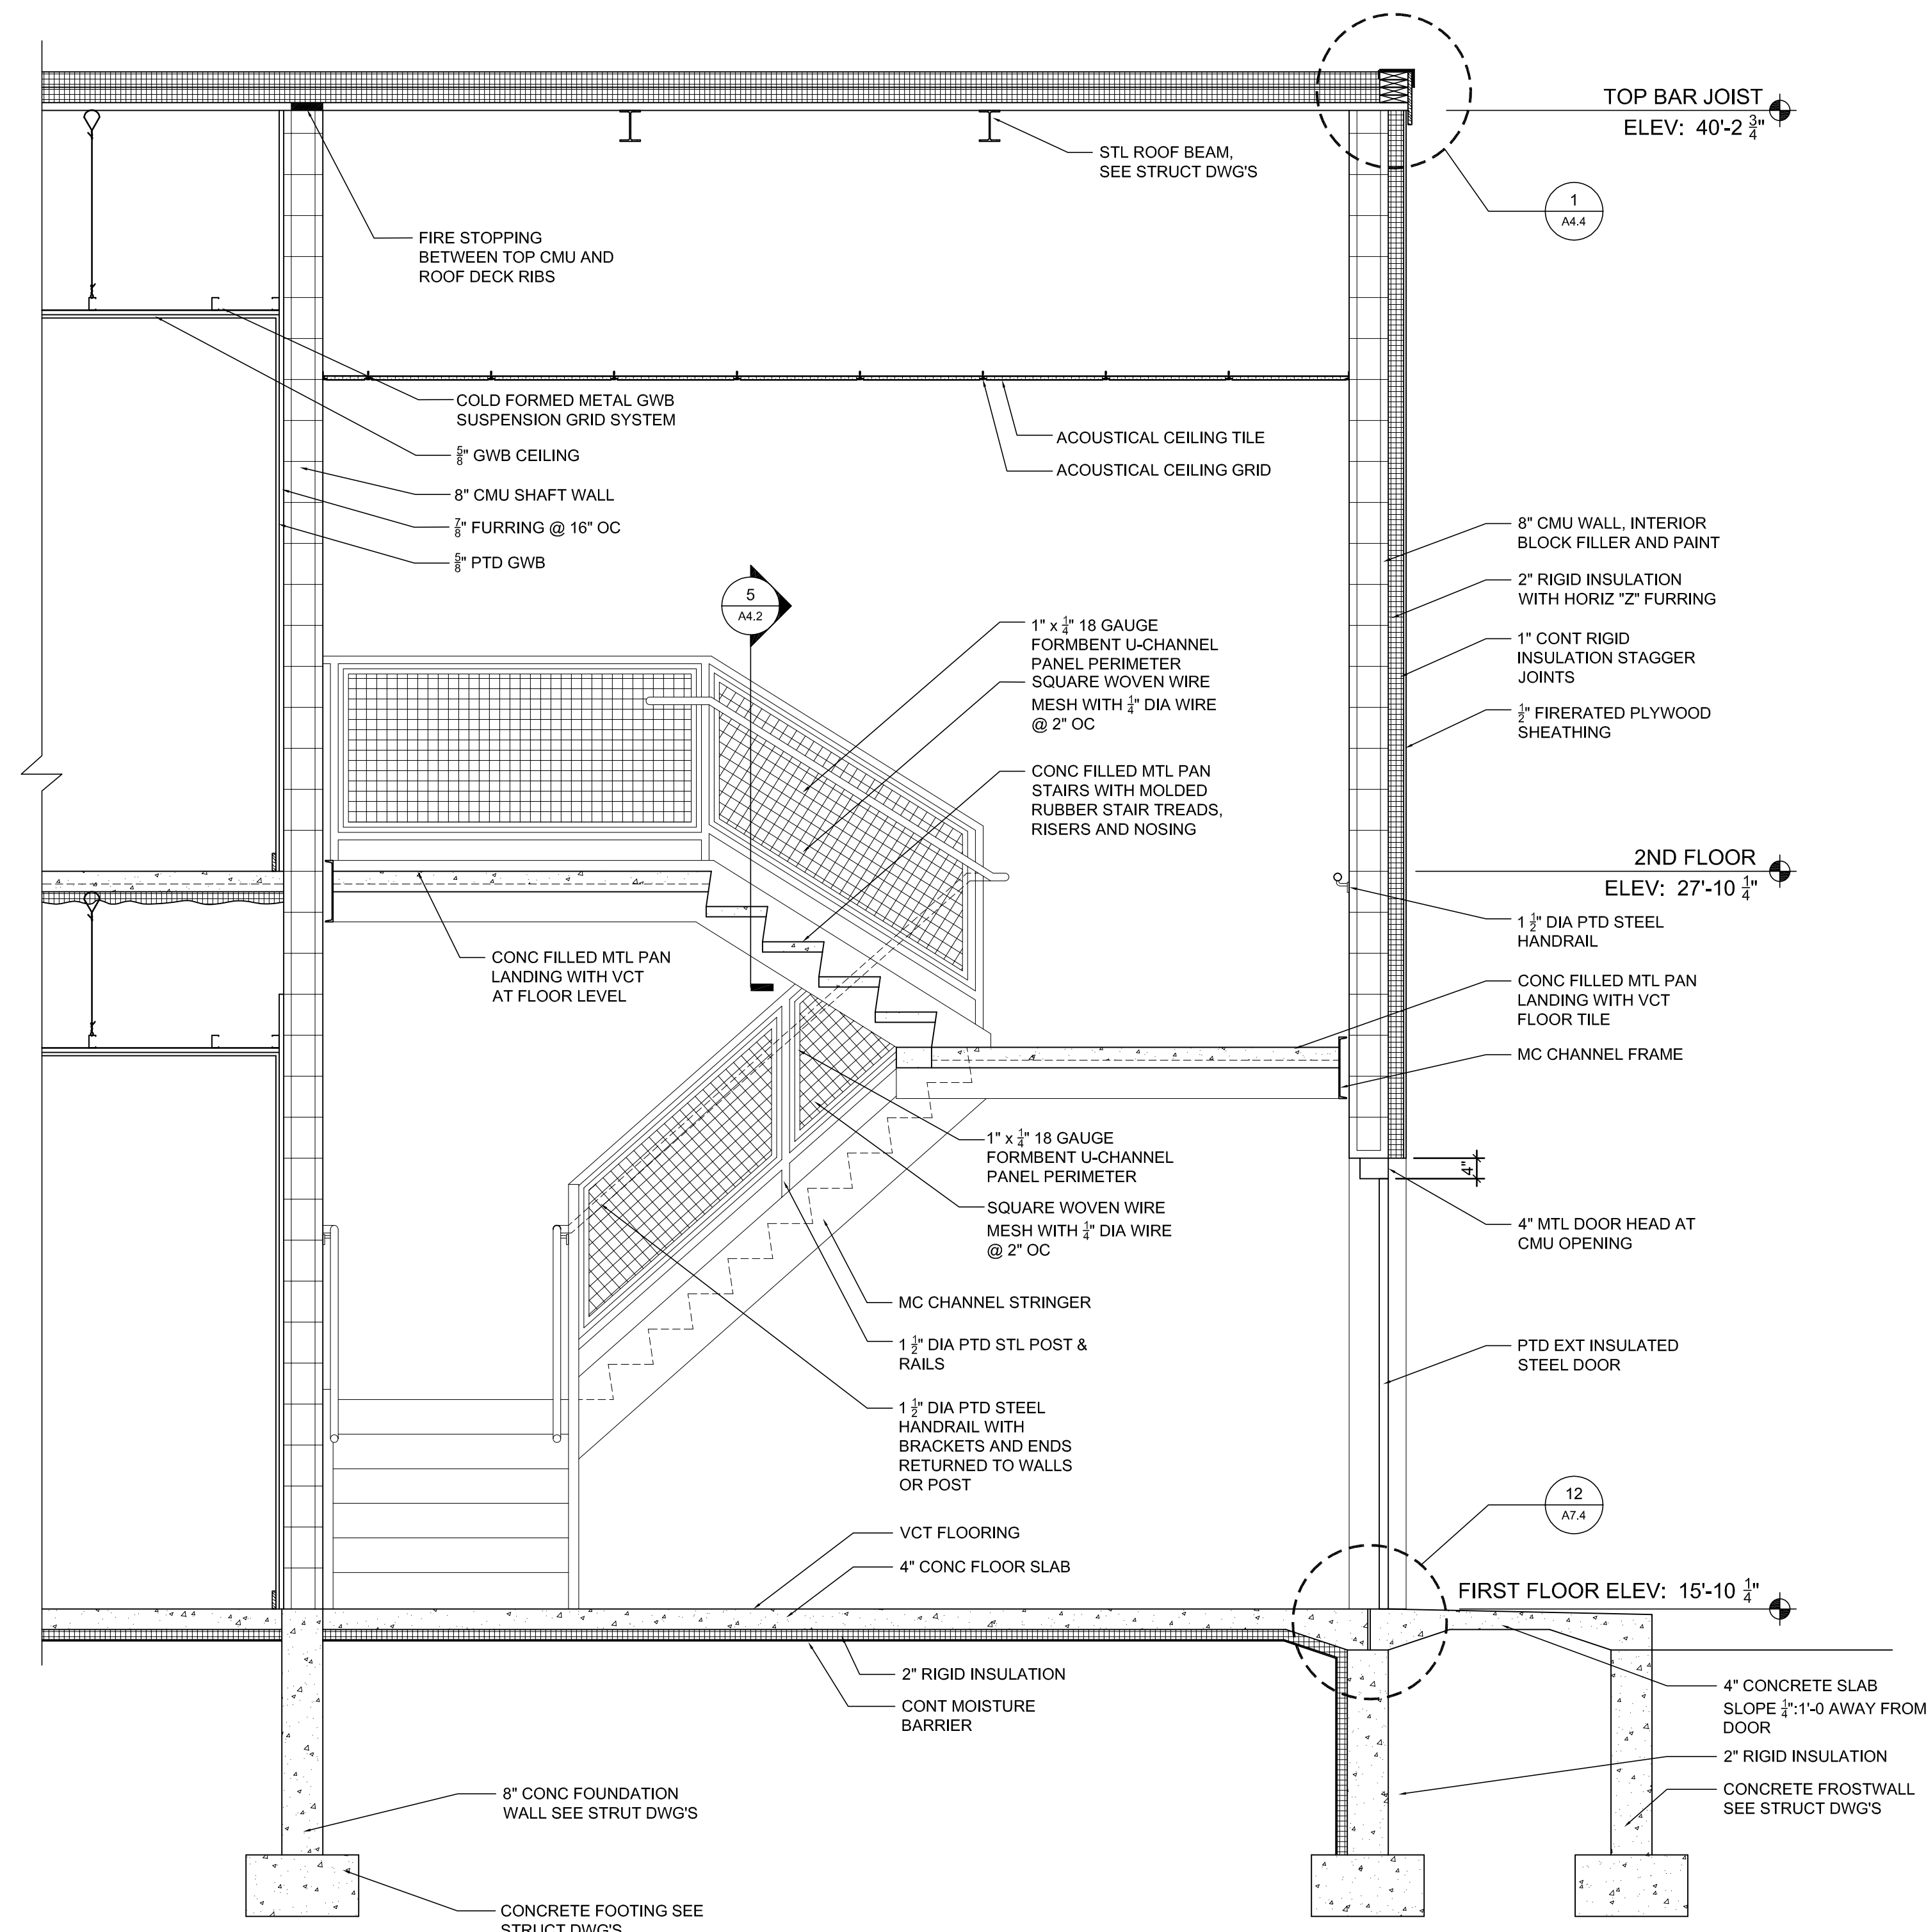 TOP BAR JOIST
ELEV: 40'-2 3/4"
STL ROOF BEAM,
SEE STRUCT DWG'S
1
A4.4
FIRE STOPPING
BETWEEN TOP CMU AND
ROOF DECK RIBS
COLD FORMED METAL GWB
SUSPENSION GRID SYSTEM
5/8" GWB CEILING
8" CMU SHAFT WALL
7/8" FURRING @ 16" OC
5/8" PTD GWB
ACOUSTICAL CEILING TILE
ACOUSTICAL CEILING GRID
8" CMU WALL, INTERIOR
BLOCK FILLER AND PAINT
2" RIGID INSULATION
WITH HORIZ "Z" FURRING
1" CONT RIGID
INSULATION STAGGER
JOINTS
1/2" FIRERATED PLYWOOD
SHEATHING
5
A4.2
1" x 1/4" 18 GAUGE
FORMBENT U-CHANNEL
PANEL PERIMETER
SQUARE WOVEN WIRE
MESH WITH 1/4" DIA WIRE
@ 2" OC
CONC FILLED MTL PAN
STAIRS WITH MOLDED
RUBBER STAIR TREADS,
RISERS AND NOSING
2ND FLOOR
ELEV: 27'-10 1/4"
1 1/2" DIA PTD STEEL
HANDRAIL
CONC FILLED MTL PAN
LANDING WITH VCT
AT FLOOR LEVEL
CONC FILLED MTL PAN
LANDING WITH VCT
FLOOR TILE
MC CHANNEL FRAME
1" x 1/4" 18 GAUGE
FORMBENT U-CHANNEL
PANEL PERIMETER
SQUARE WOVEN WIRE
MESH WITH 1/4" DIA WIRE
@ 2" OC
4"
4" MTL DOOR HEAD AT
CMU OPENING
MC CHANNEL STRINGER
1 1/2" DIA PTD STL POST &
RAILS
PTD EXT INSULATED
STEEL DOOR
1 1/2" DIA PTD STEEL
HANDRAIL WITH
BRACKETS AND ENDS
RETURNED TO WALLS
OR POST
12
A7.4
VCT FLOORING
4" CONC FLOOR SLAB
FIRST FLOOR ELEV: 15'-10 1/4"
2" RIGID INSULATION
CONT MOISTURE
BARRIER
4" CONCRETE SLAB
SLOPE 1/4":1'-0 AWAY FROM
DOOR
2" RIGID INSULATION
CONCRETE FROSTWALL
SEE STRUCT DWG'S
8" CONC FOUNDATION
WALL SEE STRUT DWG'S
CONCRETE FOOTING SEE
STRUCT DWG'S